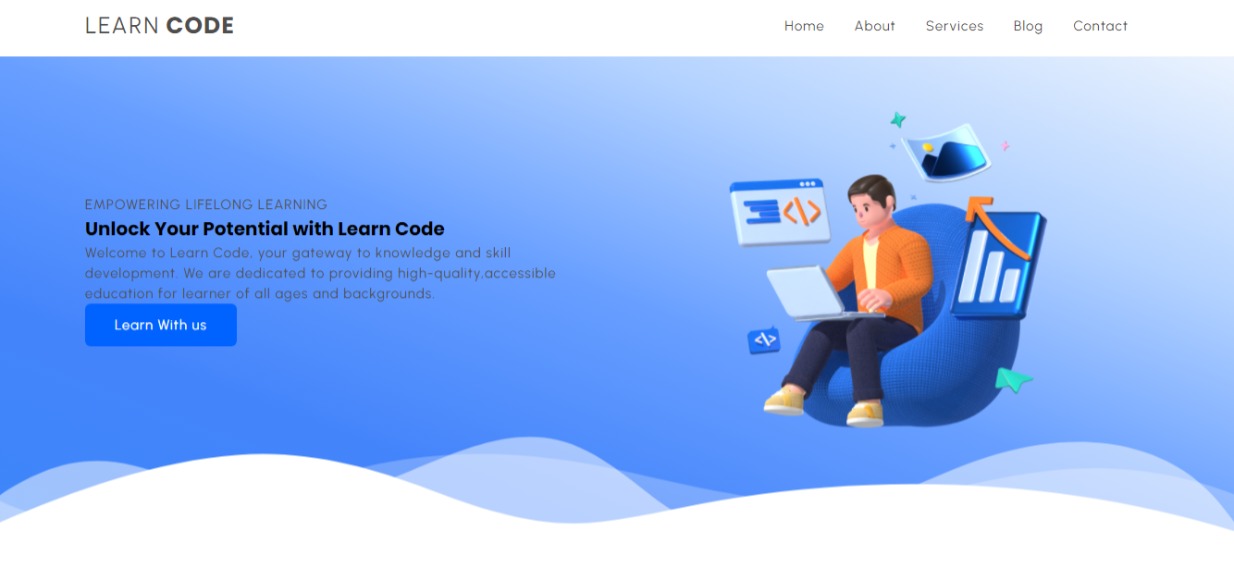 LEARN CODE
Home About Services Blog Contact
EMPOWERING LIFELONG LEARNING
Unlock Your Potential with Learn Code
Welcome to Learn Code, your gateway to knowledge and skill
development. We are dedicated to providing high-quality,accessible
education for learner of all ages and backgrounds.
Learn With us